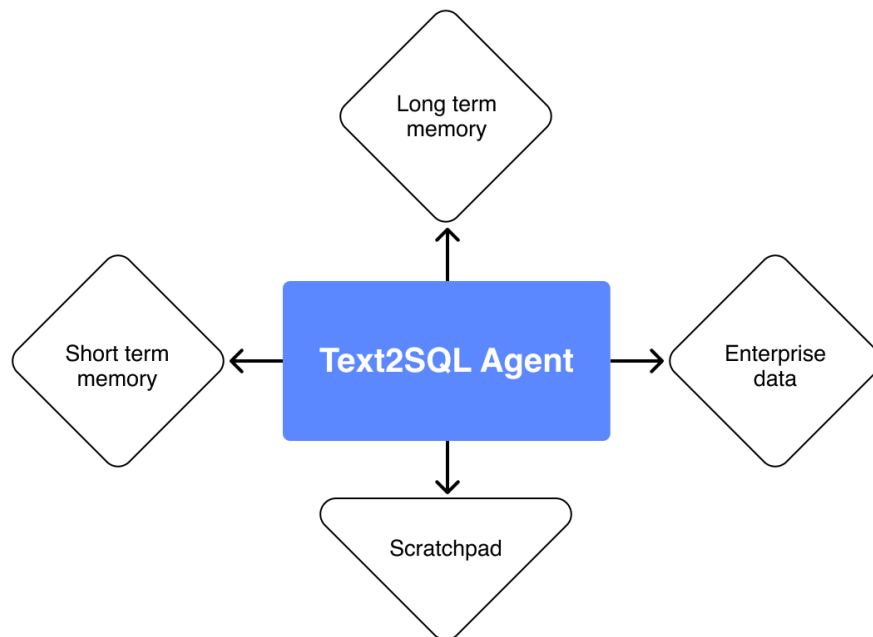 Long term
memory
Short term
memory
Text2SQL Agent
Enterprise
data
Scratchpad